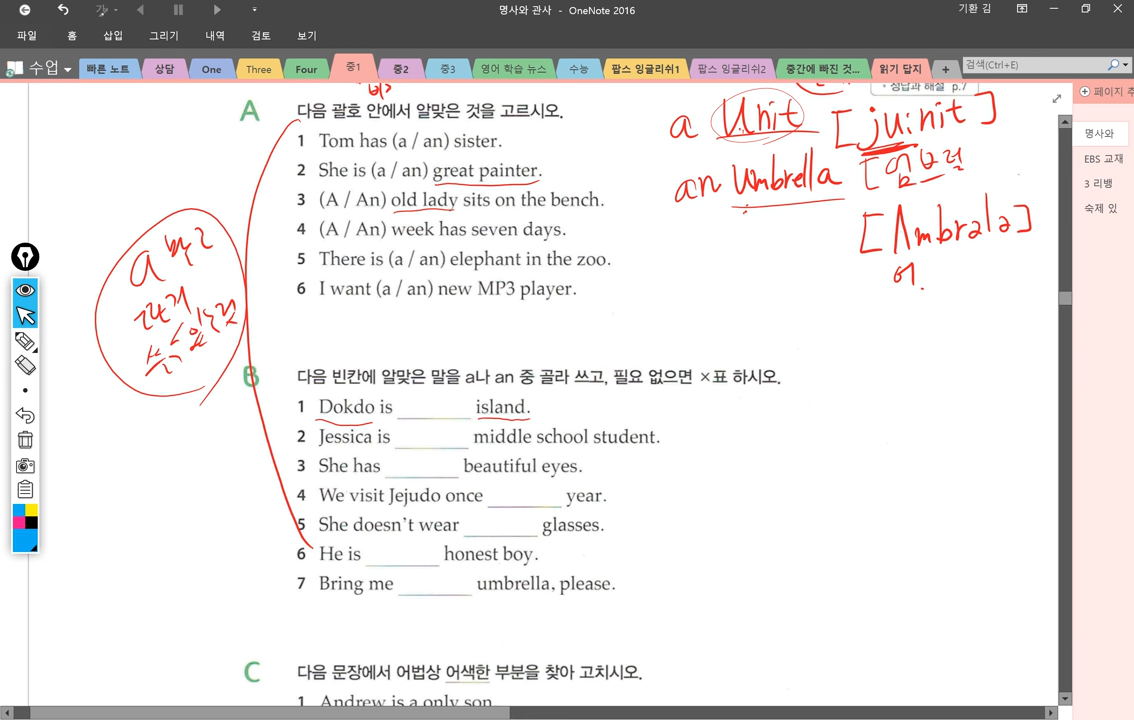 명사와 관사 - OneNote 2016
기환 김
파일 홈 삽입 그리기 내역 검토 보기
수업 빠른 노트 상담 One Three Four 중1 중2 중3 영어 학습 뉴스 수능 팝스 잉글리쉬1 팝스 잉글리쉬2 중간에 빠진 것... 읽기 답지 + 검색(Ctrl+E)
정답과 해설 p.7
페이지 추
명사와
EBS 교재
3 리빙
숙제 있
a Unit [juinit]
an Umbrella [엄브렐
[Ambrala]
어.
A 다음 괄호 안에서 알맞은 것을 고르시오.
1 Tom has (a / an) sister.
2 She is (a / an) great painter.
3 (A / An) old lady sits on the bench.
4 (A / An) week has seven days.
5 There is (a / an) elephant in the zoo.
6 I want (a / an) new MP3 player.
B 다음 빈칸에 알맞은 말을 a나 an 중 골라 쓰고, 필요 없으면 ×표 하시오.
1 Dokdo is ______ island.
2 Jessica is ______ middle school student.
3 She has ______ beautiful eyes.
4 We visit Jejudo once ______ year.
5 She doesn't wear ______ glasses.
6 He is ______ honest boy.
7 Bring me ______ umbrella, please.
C 다음 문장에서 어법상 어색한 부분을 찾아 고치시오.
1 Andrew is a only son.